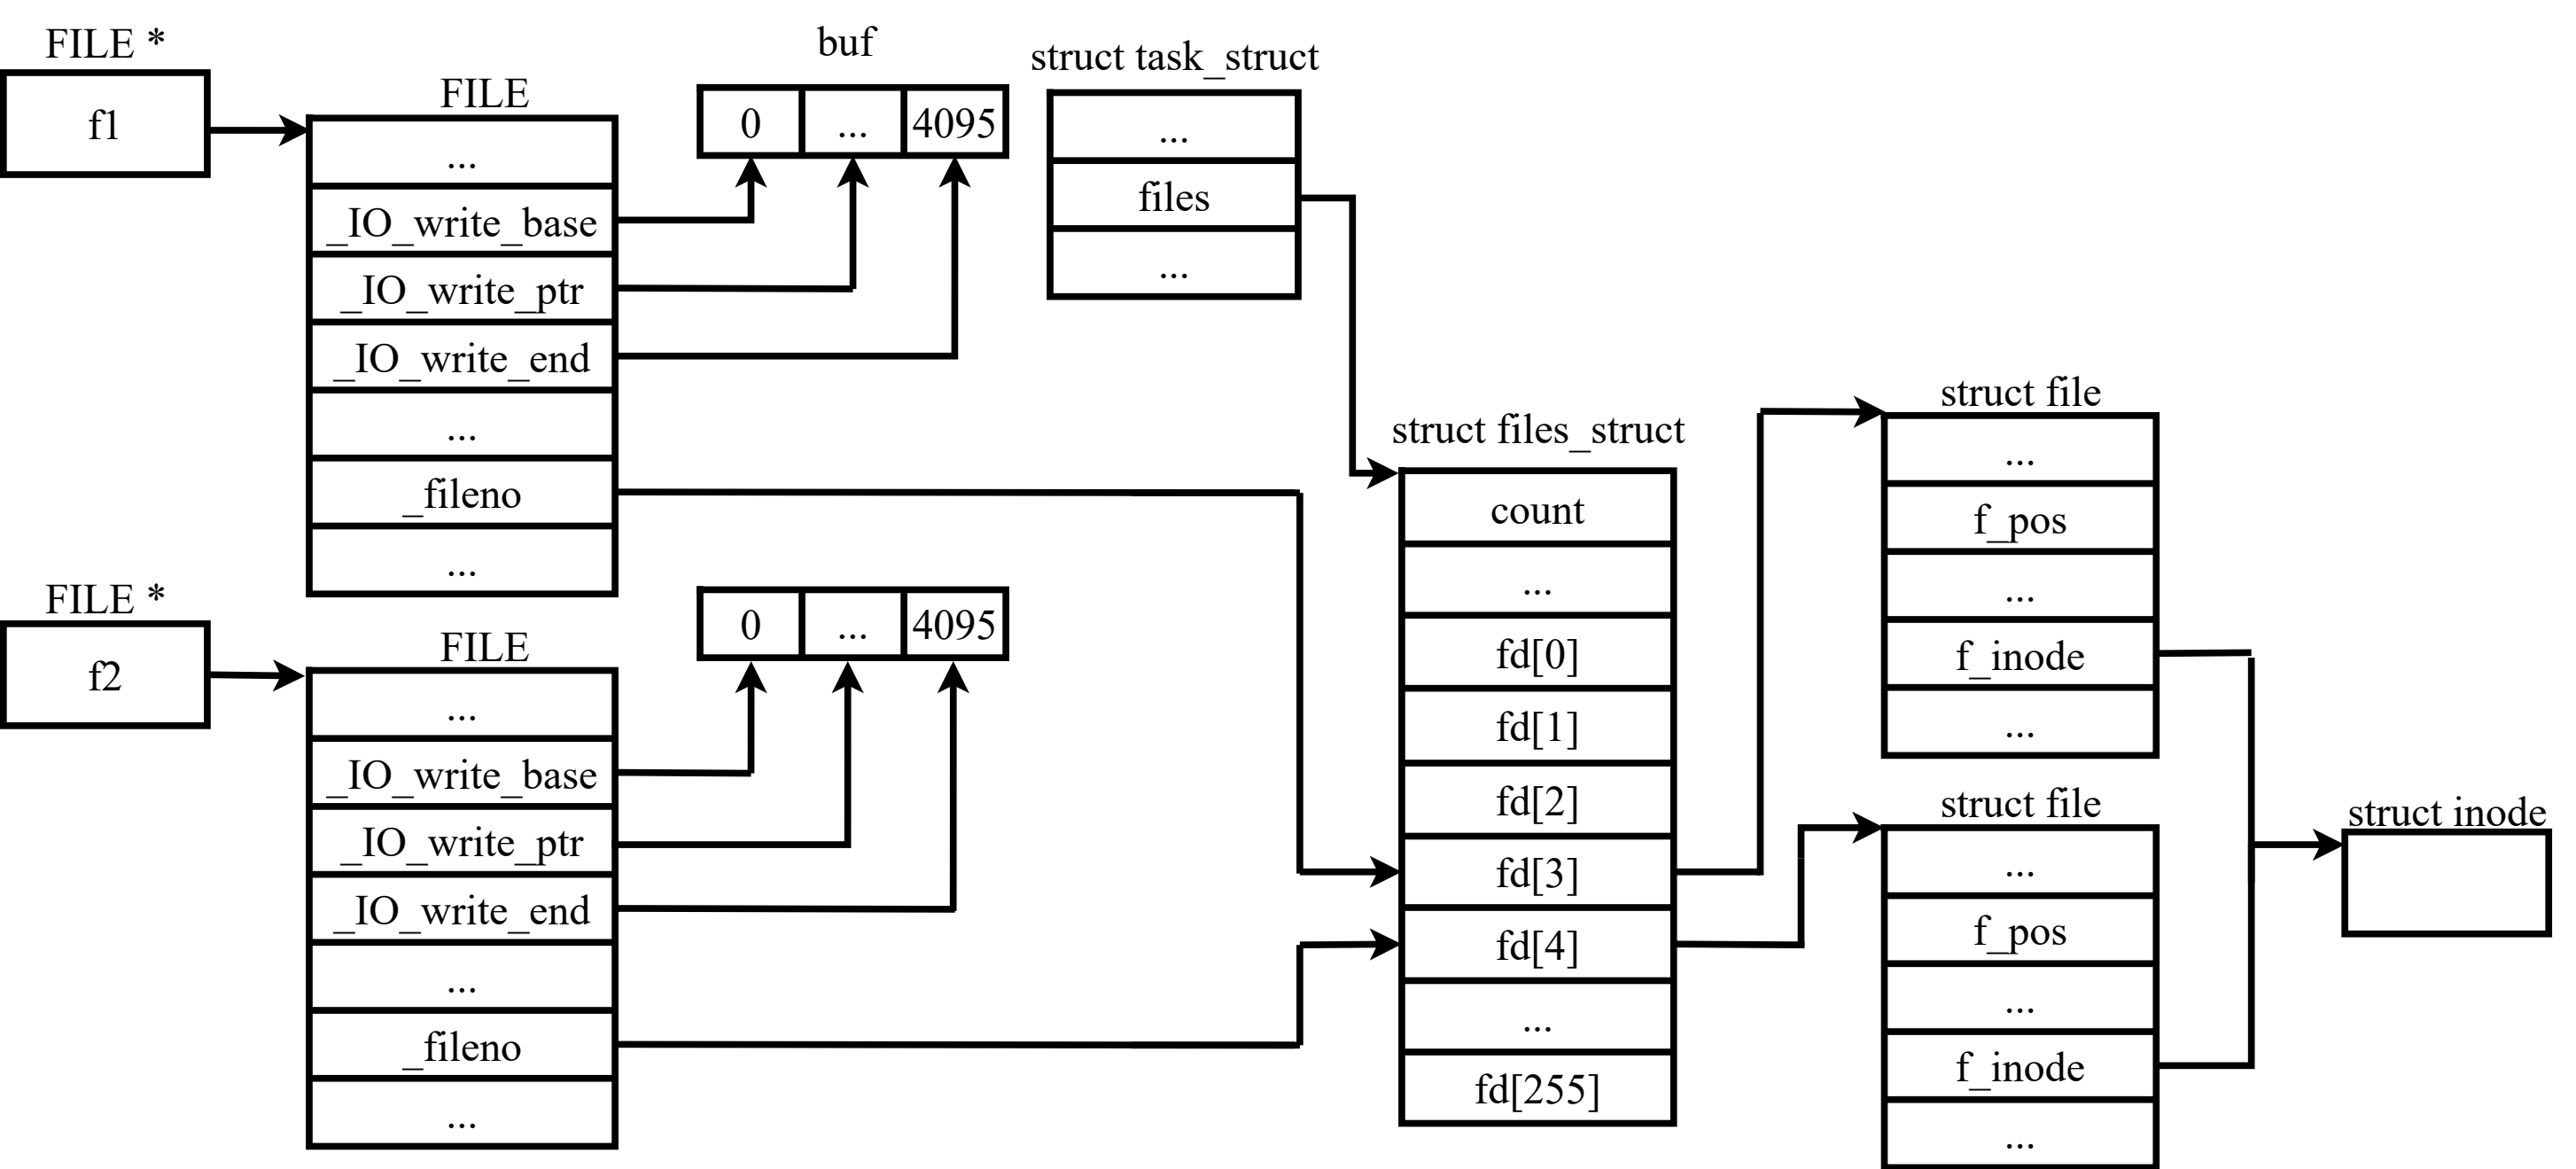 FILE *
f1
FILE
...
_IO_write_base
_IO_write_ptr
_IO_write_end
...
_fileno
...
buf
0 ... 4095
struct task_struct
...
files
...
FILE *
f2
FILE
...
_IO_write_base
_IO_write_ptr
_IO_write_end
...
_fileno
...
0 ... 4095
struct files_struct
count
...
fd[0]
fd[1]
fd[2]
fd[3]
fd[4]
...
fd[255]
struct file
...
f_pos
...
f_inode
...
struct file
...
f_pos
...
f_inode
...
struct inode